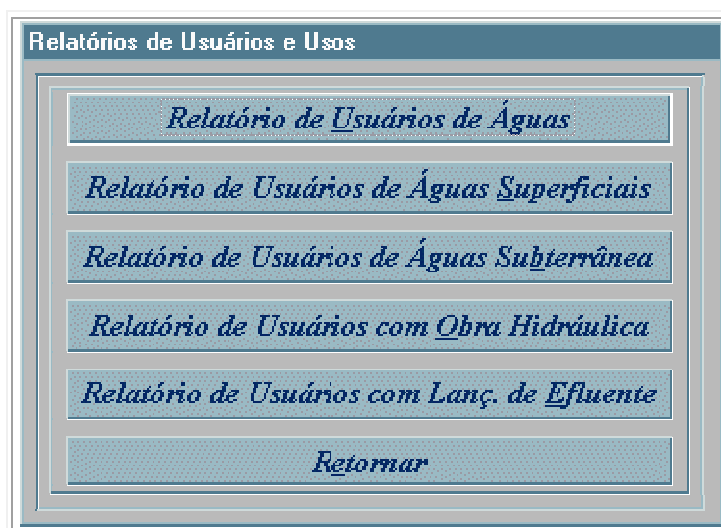 Relatórios de Usuários e Usos
Relatório de Usuários de Águas
Relatório de Usuários de Águas Superficiais
Relatório de Usuários de Águas Subterrânea
Relatório de Usuários com Obra Hidráulica
Relatório de Usuários com Lanç. de Efluente
Retornar